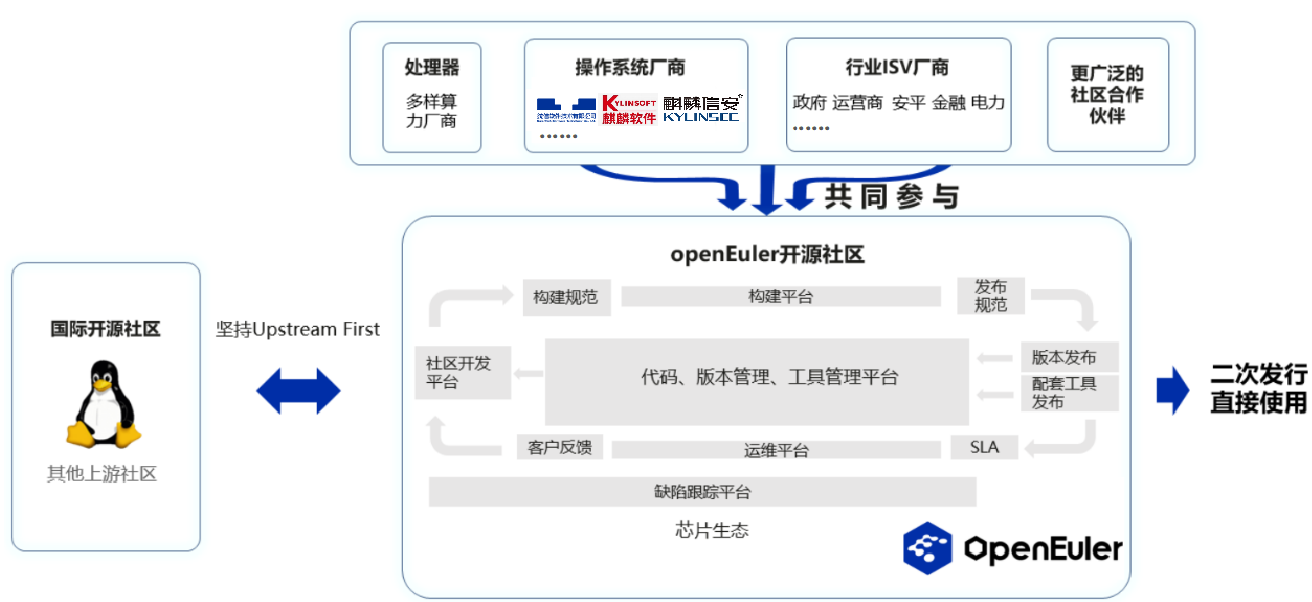 处理器
多样算
力厂商
操作系统厂商
KYLINSOFT
麒麟软件
麒麟信安
KYLINSEC
......
行业ISV厂商
政府 运营商 安平 金融 电力
......
更广泛的
社区合作
伙伴
共同参与
国际开源社区
其他上游社区
坚持Upstream First
openEuler开源社区
构建规范
构建平台
发布
规范
社区开发
平台
代码、版本管理、工具管理平台
版本发布
配套工具
发布
客户反馈
运维平台
SLA
缺陷跟踪平台
芯片生态
OpenEuler
二次发行
直接使用